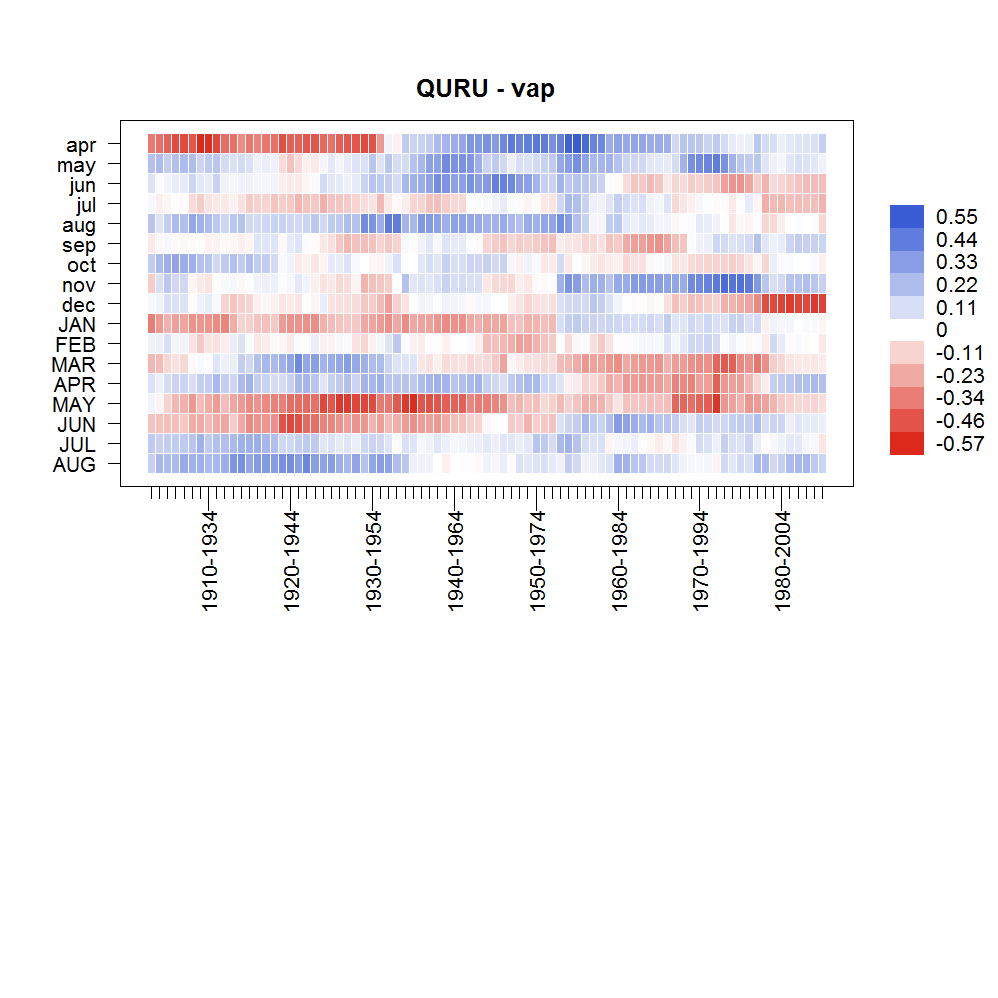 QURU - vap
apr
may
jun
jul
aug
sep
oct
nov
dec
JAN
FEB
MAR
APR
MAY
JUN
JUL
AUG
0.55
0.44
0.33
0.22
0.11
0
-0.11
-0.23
-0.34
-0.46
-0.57
1910-1934
1920-1944
1930-1954
1940-1964
1950-1974
1960-1984
1970-1994
1980-2004